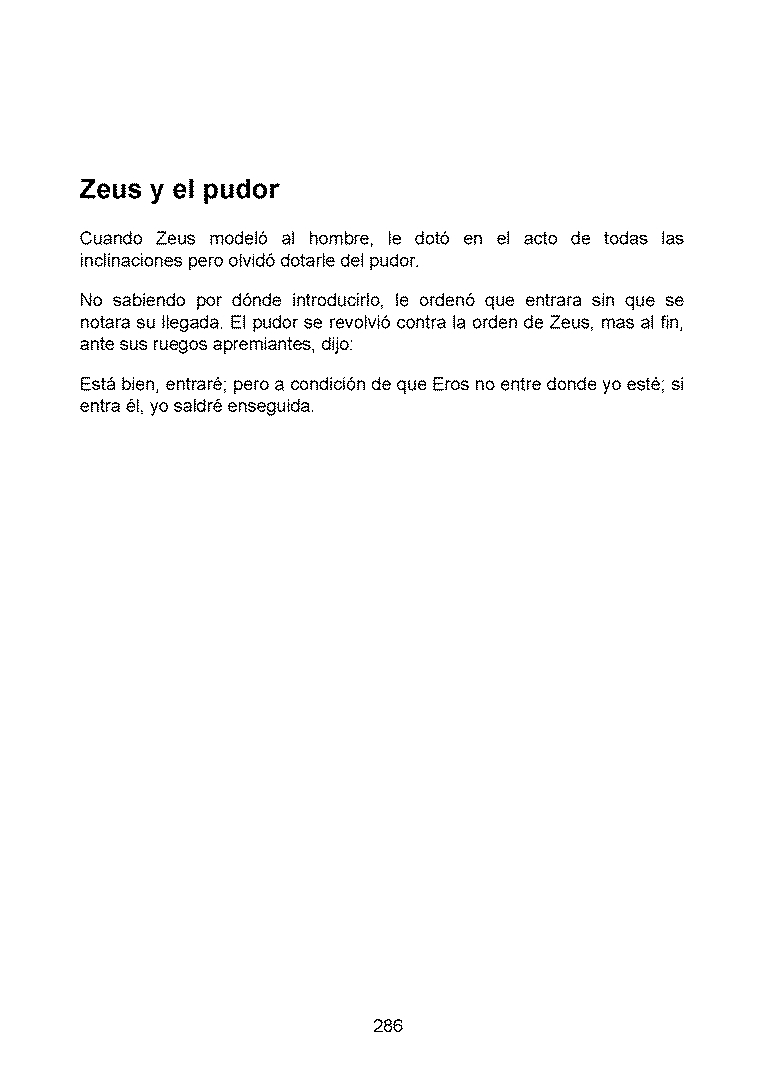 Zeus y el pudor
Cuando Zeus modeló al hombre, le dotó en el acto de todas las
inclinaciones pero olvidó dotarle del pudor.
No sabiendo por dónde introducirlo, le ordenó que entrara sin que se
notara su llegada. El pudor se revolvió contra la orden de Zeus, mas al fin,
ante sus ruegos apremiantes, dijo:
Está bien, entraré; pero a condición de que Eros no entre donde yo esté; si
entra él, yo saldré enseguida.
286